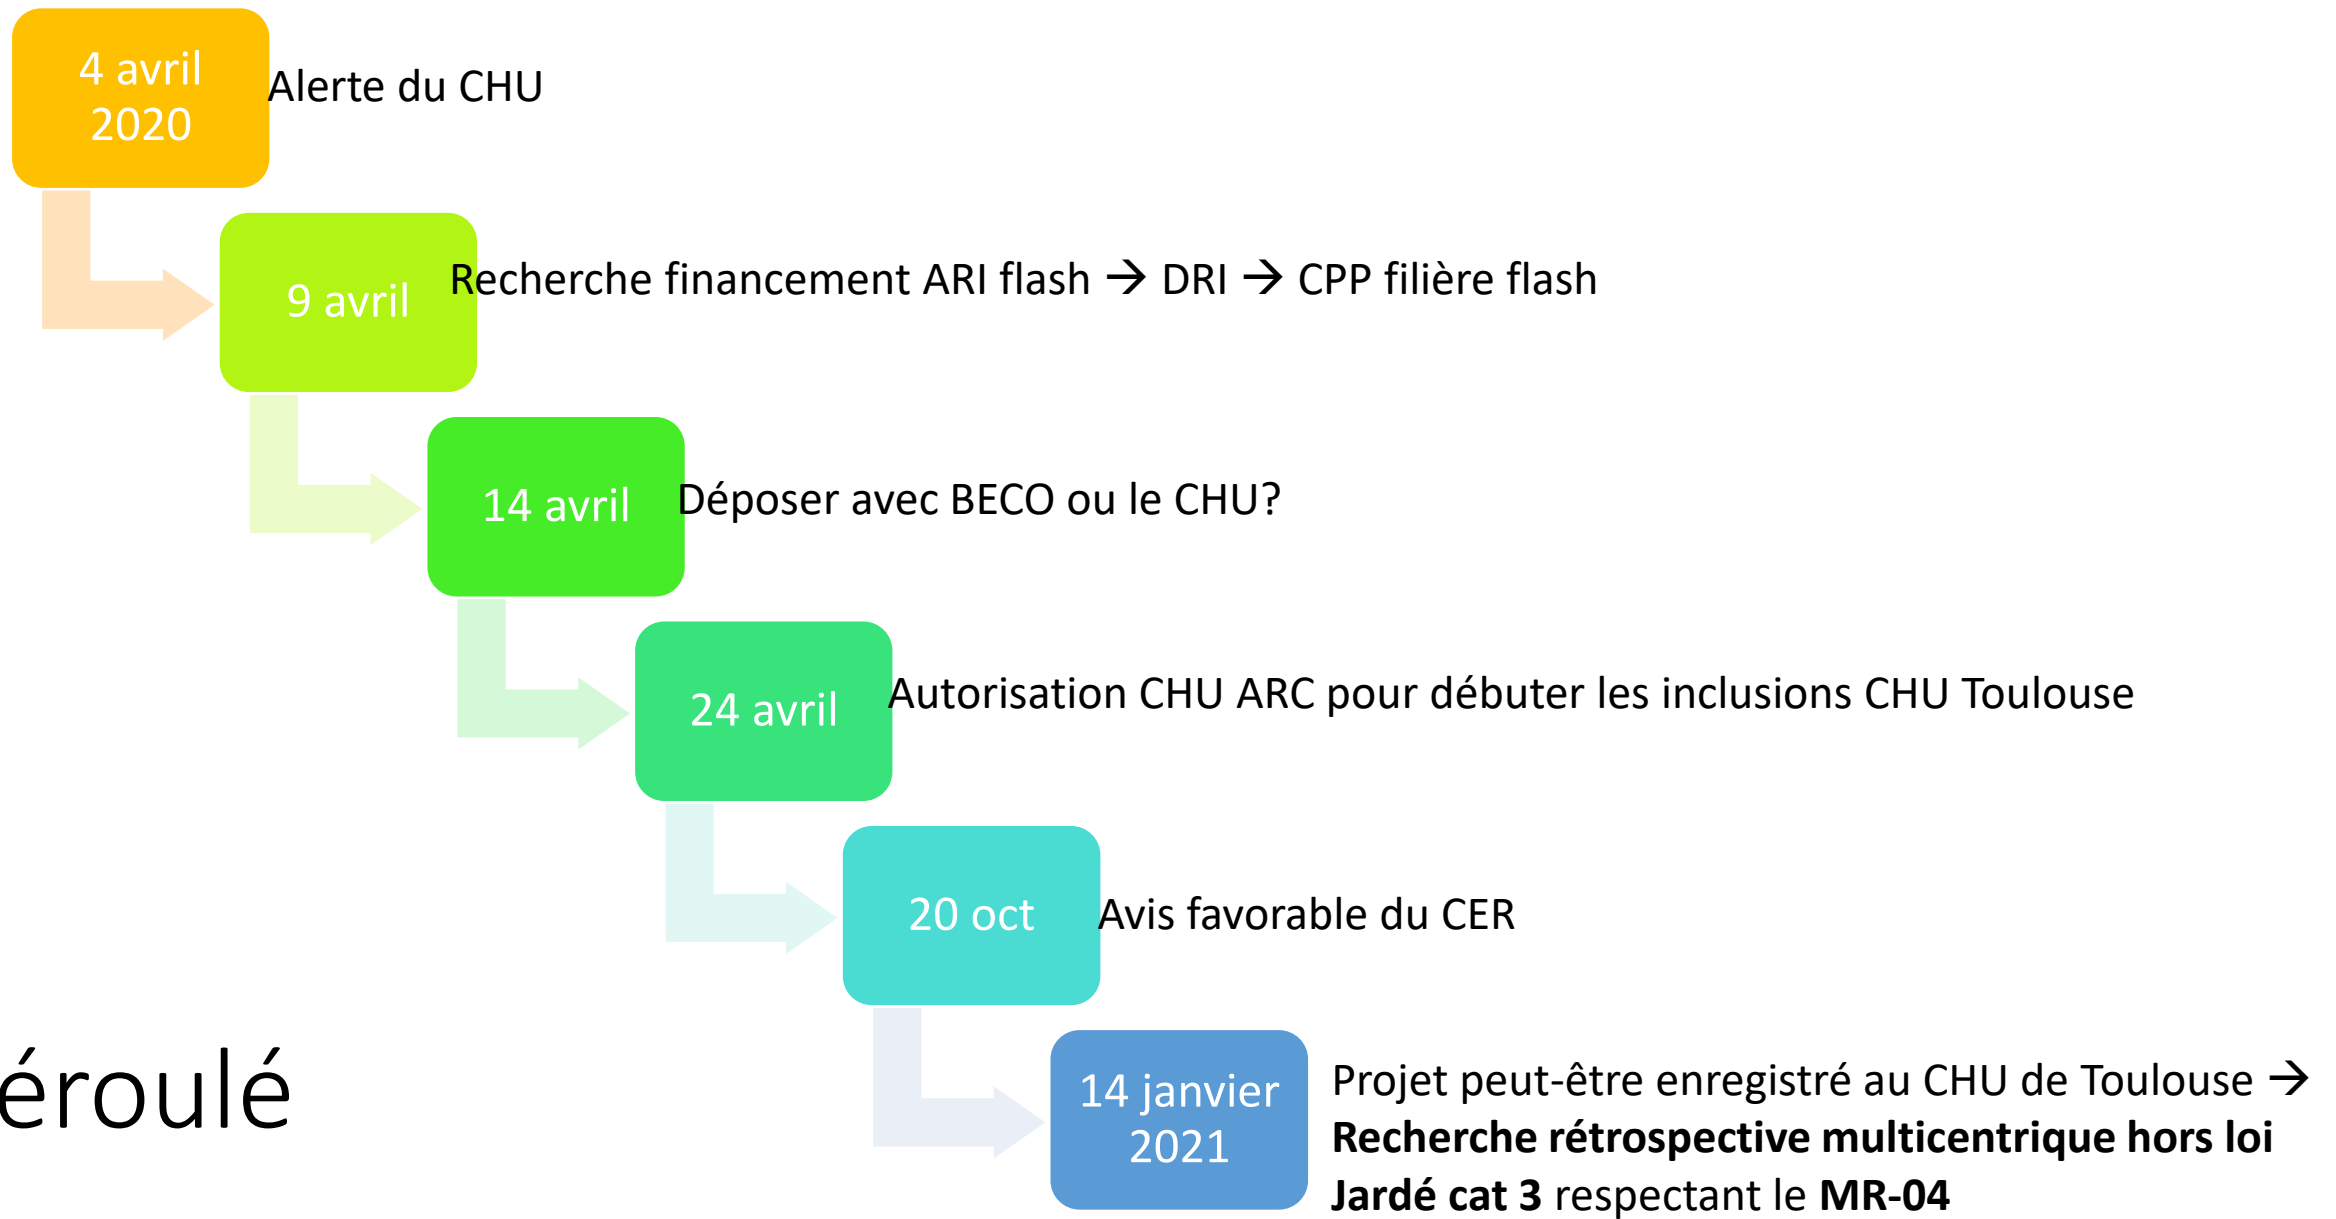 4 avril
2020
Alerte du CHU
9 avril
Recherche financement ARI flash → DRI → CPP filière flash
14 avril
Déposer avec BECO ou le CHU?
24 avril
Autorisation CHU ARC pour débuter les inclusions CHU Toulouse
20 oct
Avis favorable du CER
14 janvier
2021
Projet peut-être enregistré au CHU de Toulouse →
Recherche rétrospective multicentrique hors loi
Jardé cat 3 respectant le MR-04
éroulé